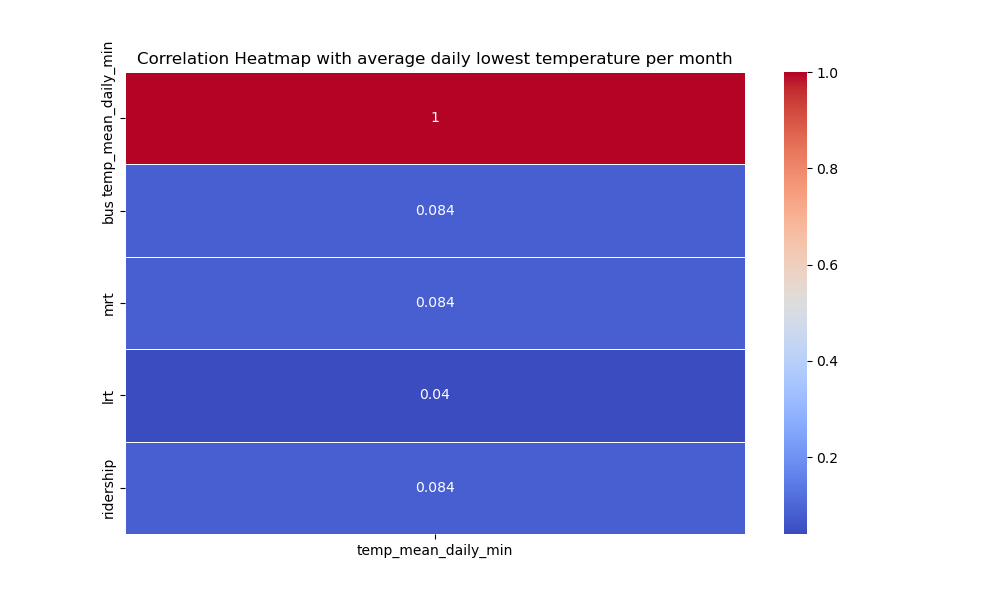 Correlation Heatmap with average daily lowest temperature per month
temp_mean_daily_min
bus
mrt
lrt
ridership
1
0.084
0.084
0.04
0.084
temp_mean_daily_min
1.0
0.8
0.6
0.4
0.2